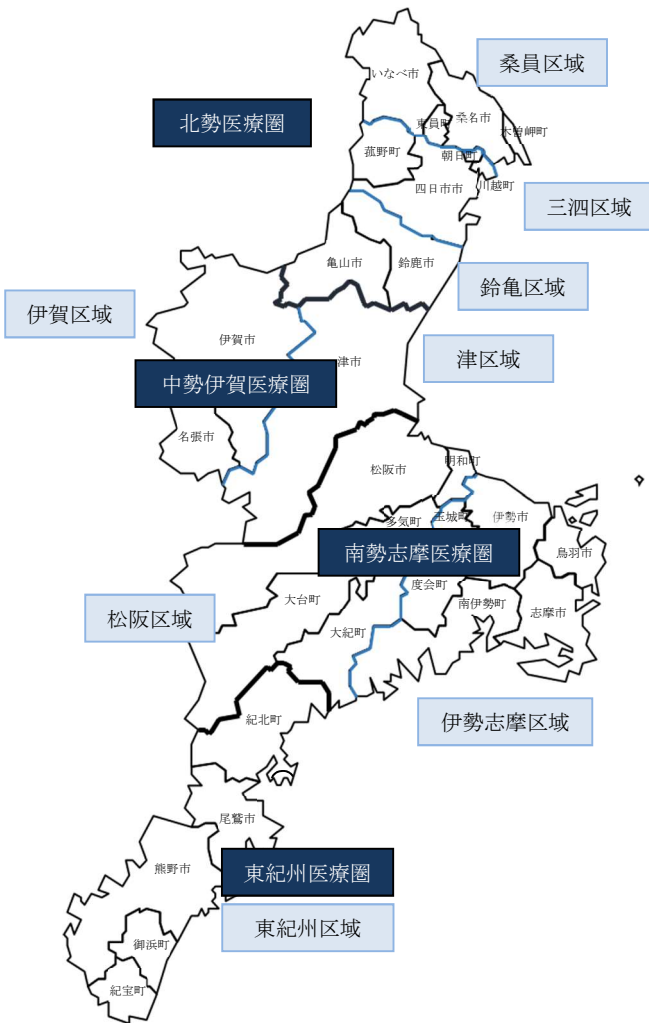 桑員区域
いなべ市
北勢医療圏
東員町
桑名市
木曽岬町
菰野町
朝日町
川越町
四日市市
三泗区域
亀山市
鈴鹿市
鈴亀区域
伊賀区域
伊賀市
津市
津区域
中勢伊賀医療圏
名張市
松阪市
明和町
多気町
玉城町
伊勢市
鳥羽市
南勢志摩医療圏
度会町
大台町
南伊勢町
志摩市
松阪区域
大紀町
伊勢志摩区域
紀北町
尾鷲市
熊野市
東紀州医療圏
東紀州区域
御浜町
紀宝町